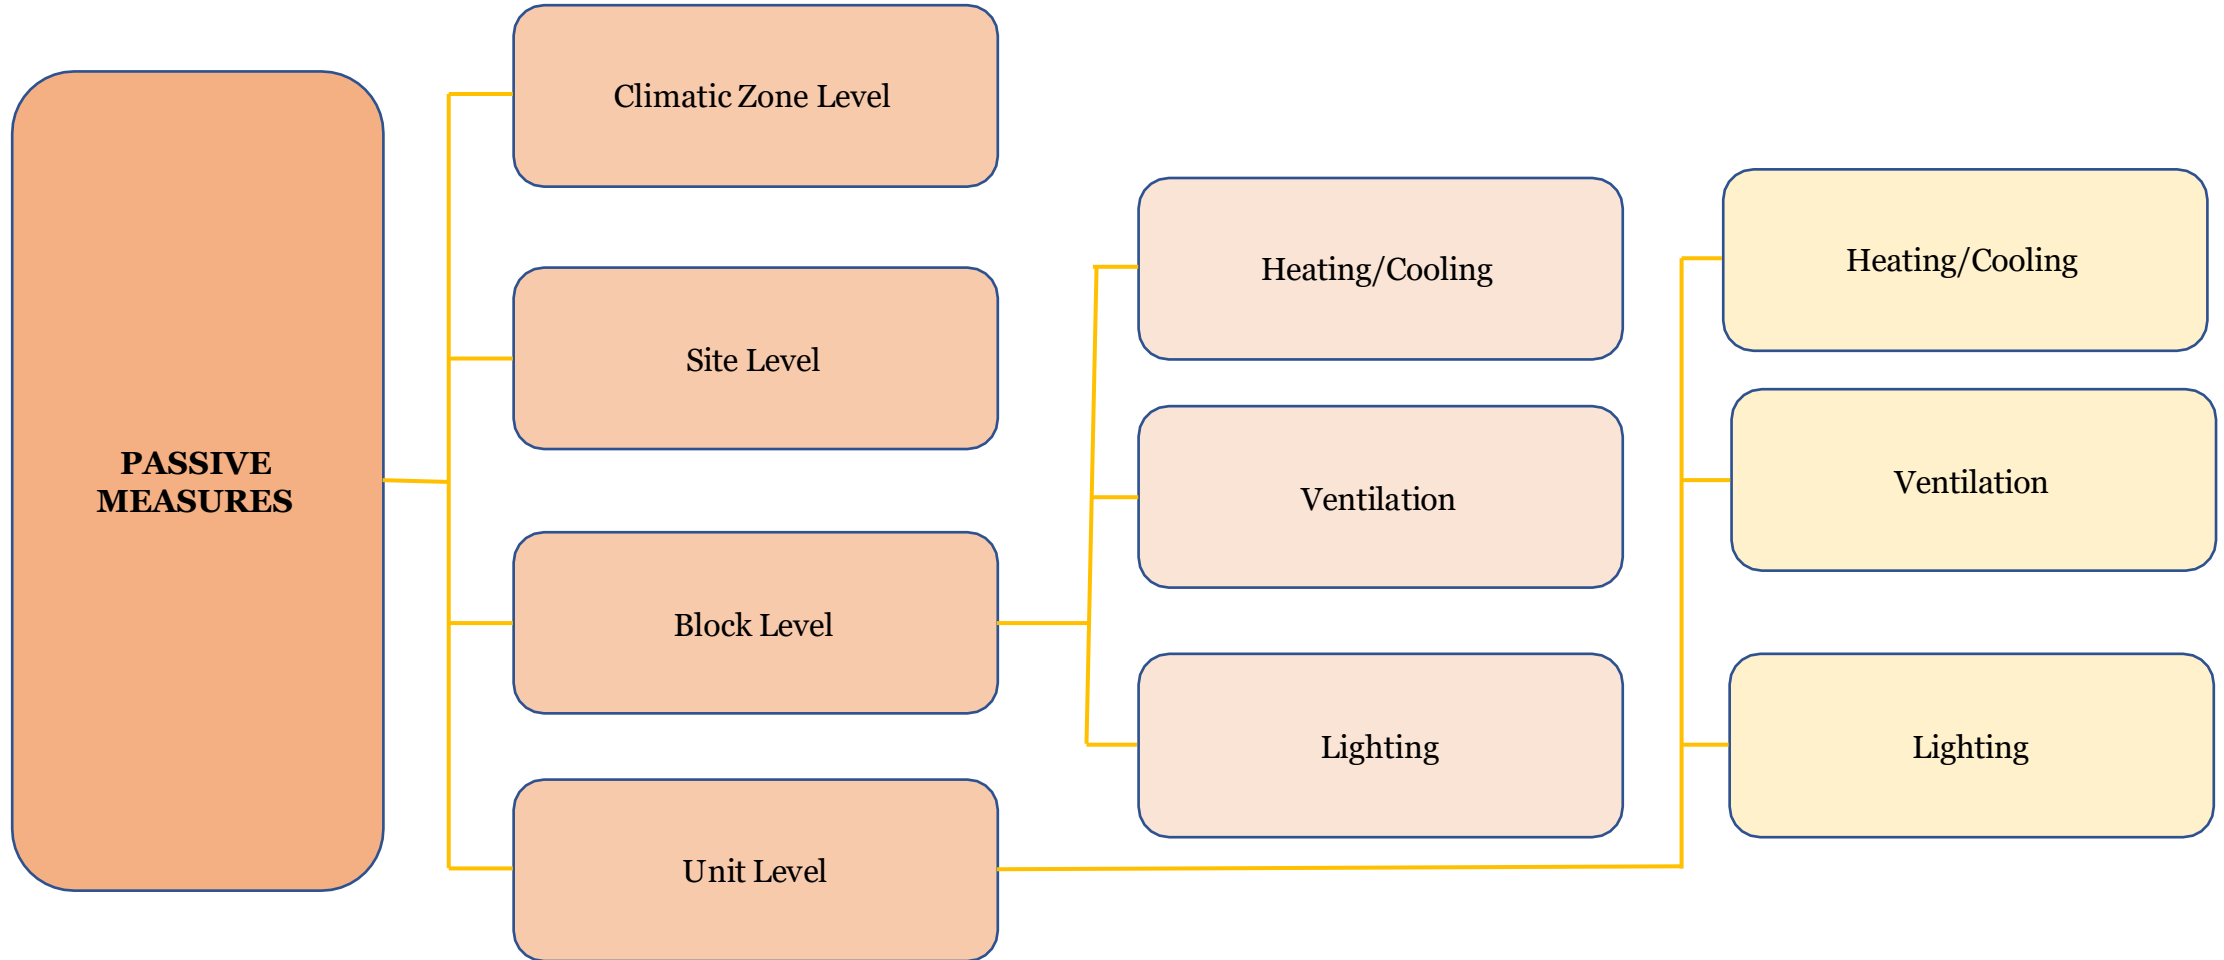 PASSIVE
MEASURES
Climatic Zone Level
Site Level
Block Level
Unit Level
Heating/Cooling
Ventilation
Lighting
Heating/Cooling
Ventilation
Lighting